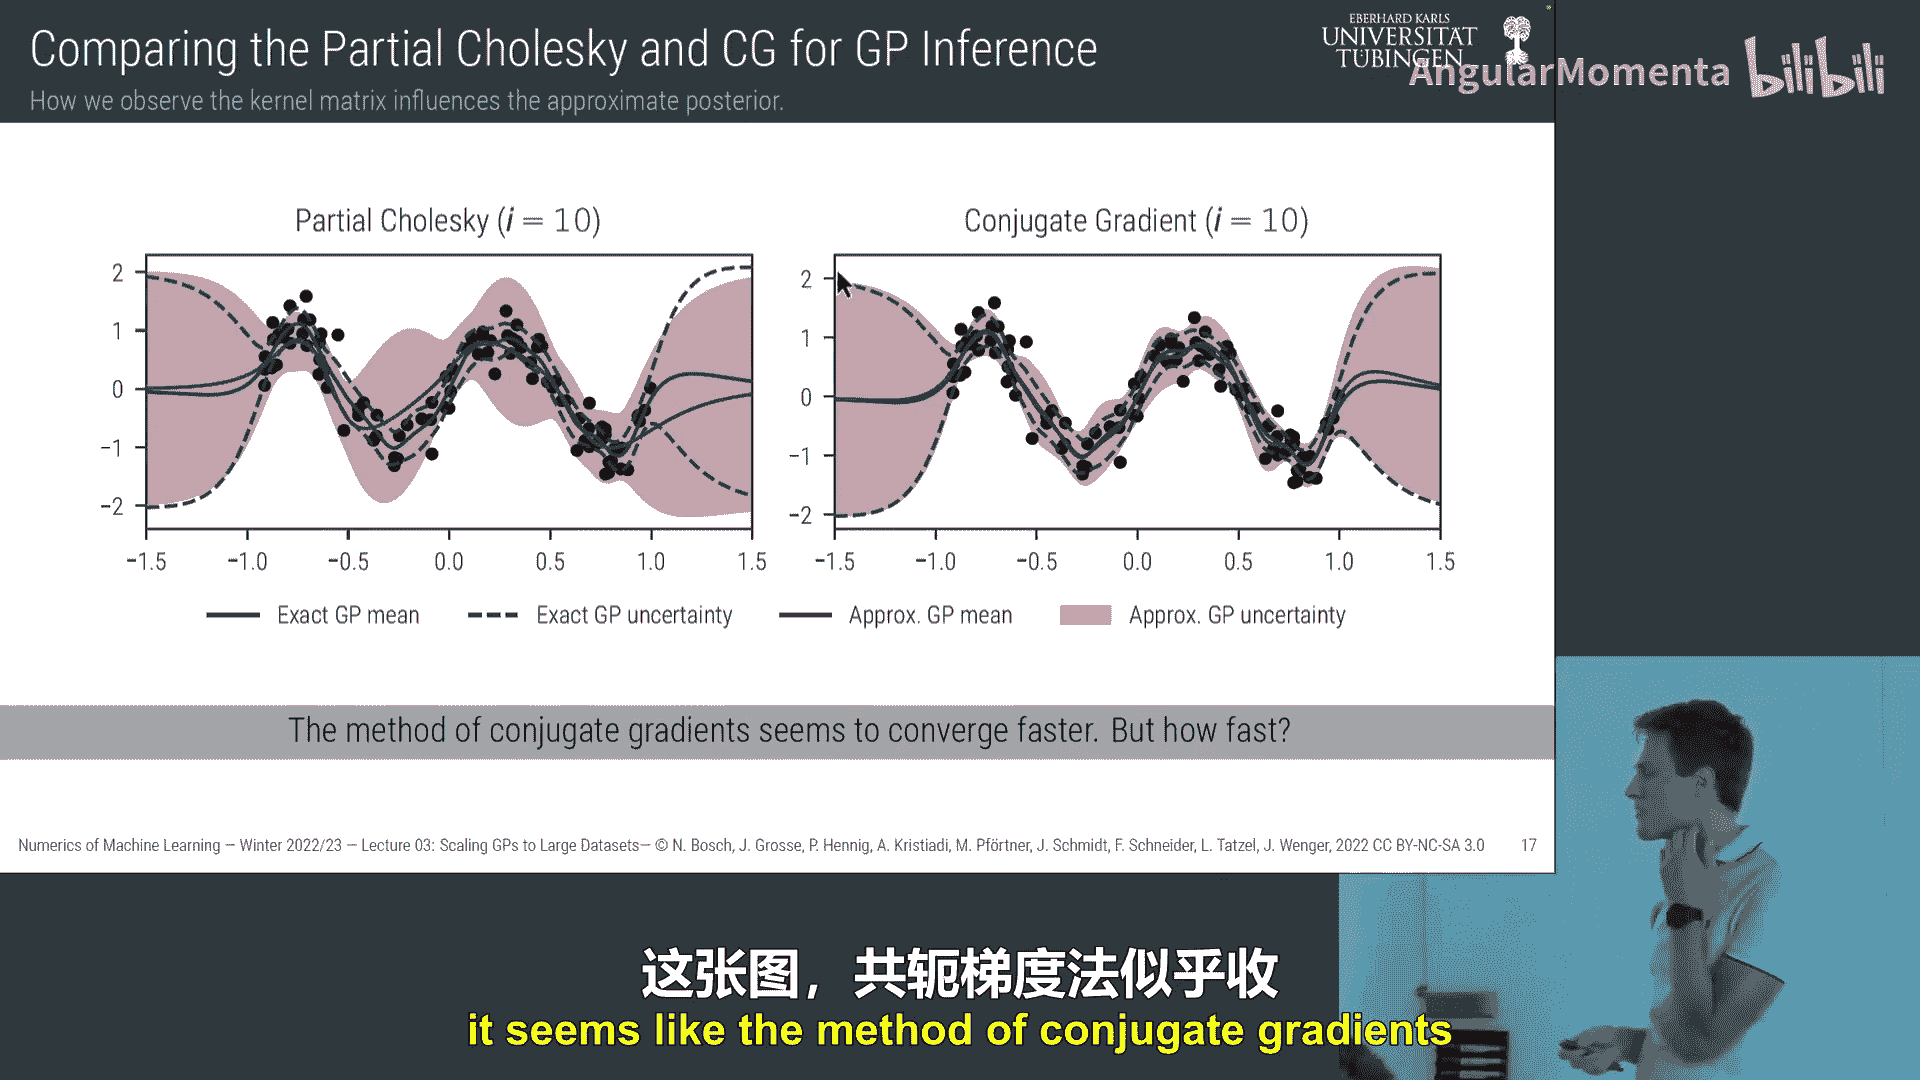 Comparing the Partial Cholesky and CG for GP Inference
How we observe the kernel matrix influences the approximate posterior.
EBERHARD KARLS
UNIVERSITÄT
TÜBINGEN
AngularMomenta bilibili
Partial Cholesky (i = 10)
2
1
0
−1
−2
−1.5 −1.0 −0.5 0.0 0.5 1.0 1.5
Conjugate Gradient (i = 10)
2
1
0
−1
−2
−1.5 −1.0 −0.5 0.0 0.5 1.0 1.5
Exact GP mean Exact GP uncertainty Approx. GP mean Approx. GP uncertainty
The method of conjugate gradients seems to converge faster. But how fast?
Numerics of Machine Learning — Winter 2022/23 — Lecture 03: Scaling GPs to Large Datasets— © N. Bosch, J. Grosse, P. Hennig, A. Kristiadi, M. Pförtner, J. Schmidt, F. Schneider, L. Tatzel, J. Wenger, 2022 CC BY-NC-SA 3.0 17
这张图，共轭梯度法似乎收
it seems like the method of conjugate gradients